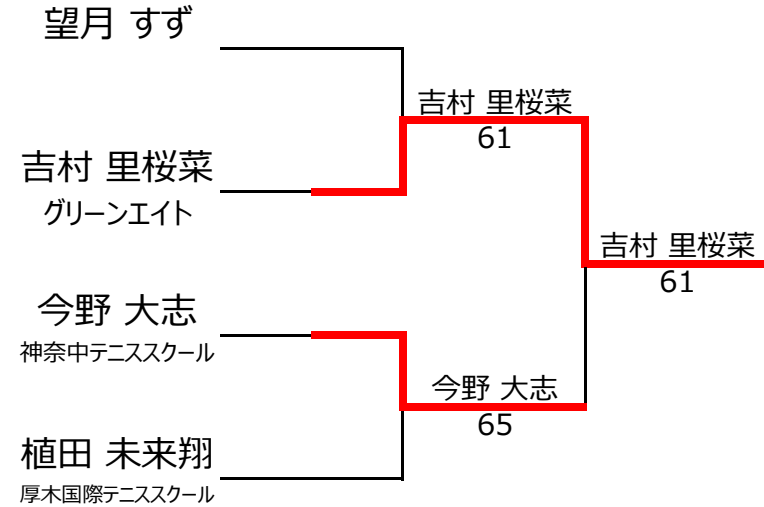 望月 すず
吉村 里桜菜
グリーンエイト
今野 大志
神奈中テニススクール
植田 未来翔
厚木国際テニススクール
吉村 里桜菜
61
今野 大志
65
吉村 里桜菜
61